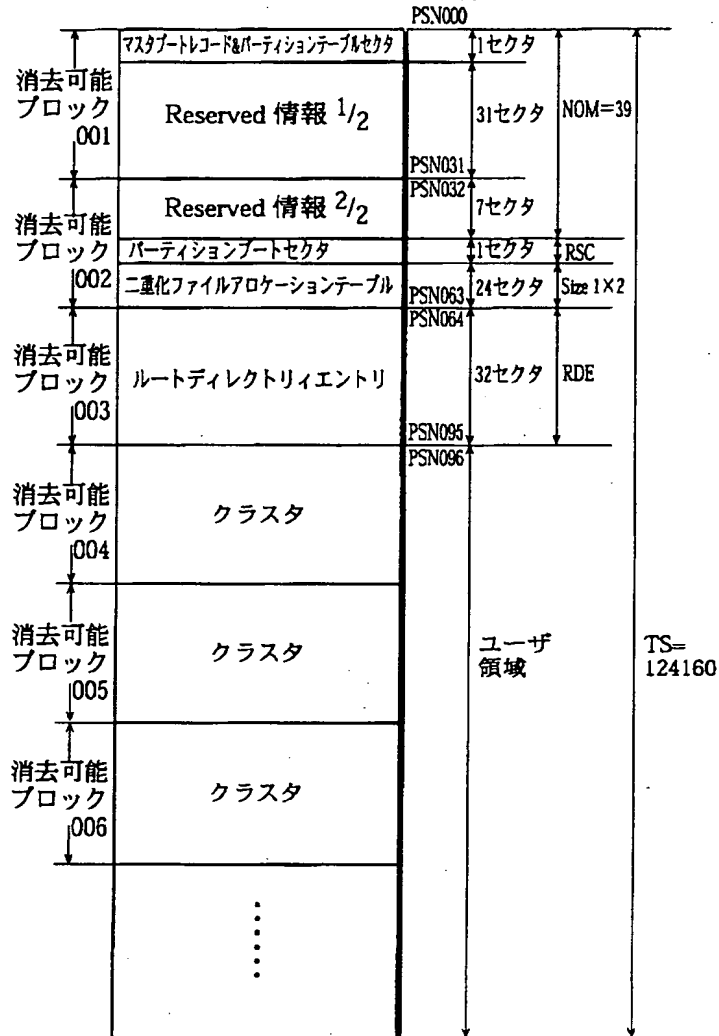 PSN000
マスタブートレコード&パーティションテーブルセクタ
1セクタ
消去可能
ブロック
001
Reserved 情報 1/2
31セクタ
NOM=39
PSN031
PSN032
消去可能
ブロック
002
Reserved 情報 2/2
7セクタ
パーティションブートセクタ
1セクタ
RSC
二重化ファイルアロケーションテーブル
PSN063
24セクタ
Size 1×2
PSN064
消去可能
ブロック
003
ルートディレクトリィエントリ
32セクタ
RDE
PSN095
PSN096
消去可能
ブロック
004
クラスタ
消去可能
ブロック
005
クラスタ
ユーザ
領域
TS=
124160
消去可能
ブロック
006
クラスタ